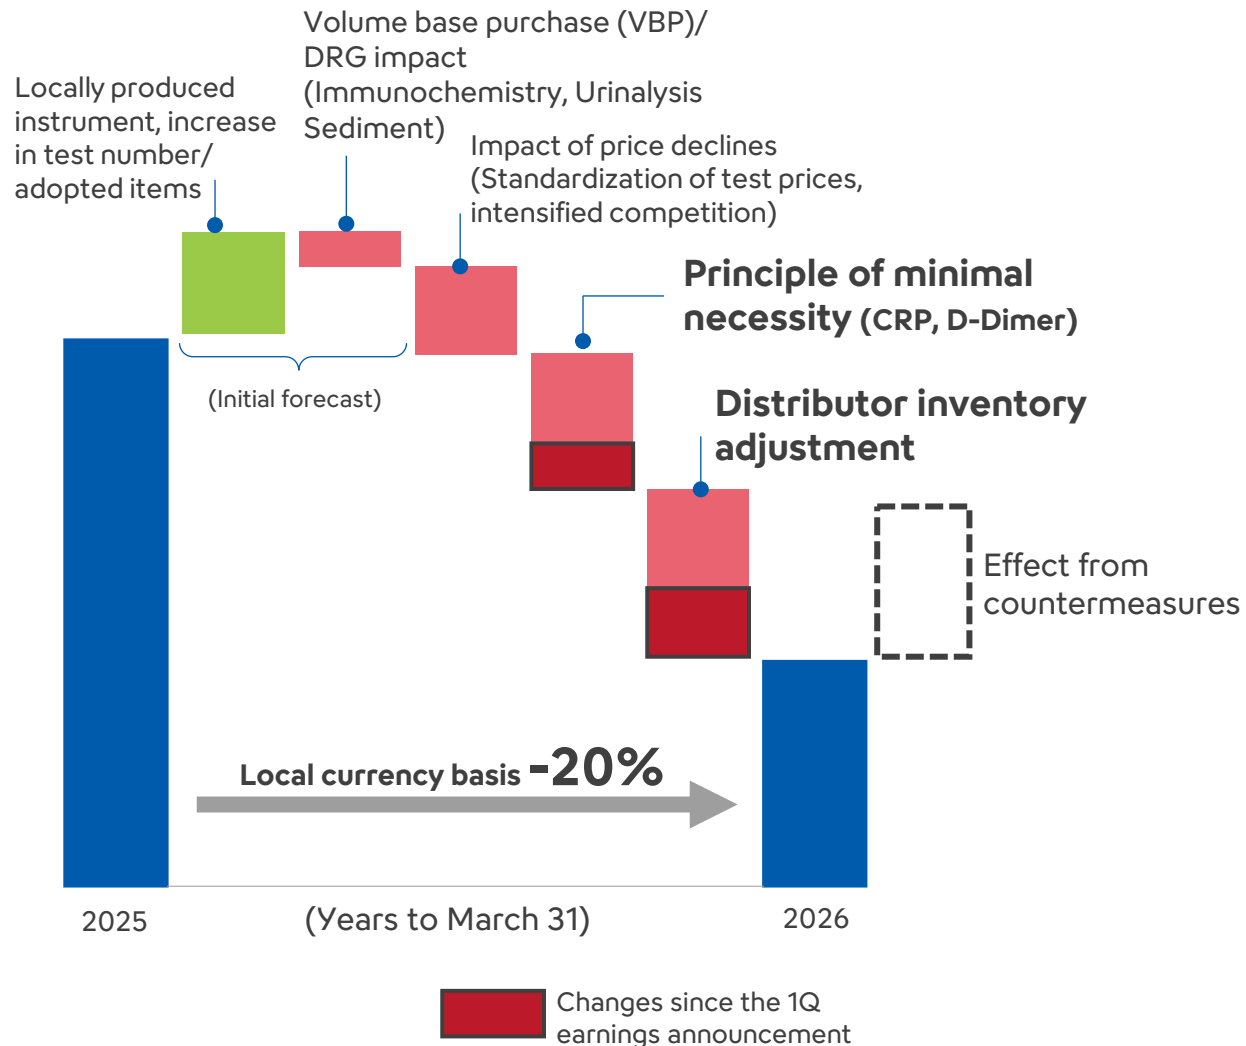 Volume base purchase (VBP)/
DRG impact
(Immunochemistry, Urinalysis
Sediment)
Locally produced
instrument, increase
in test number/
adopted items
Impact of price declines
(Standardization of test prices,
intensified competition)
Principle of minimal
necessity (CRP, D-Dimer)
(Initial forecast)
Distributor inventory
adjustment
Effect from
countermeasures
Local currency basis -20%
2025
(Years to March 31)
2026
Changes since the 1Q
earnings announcement